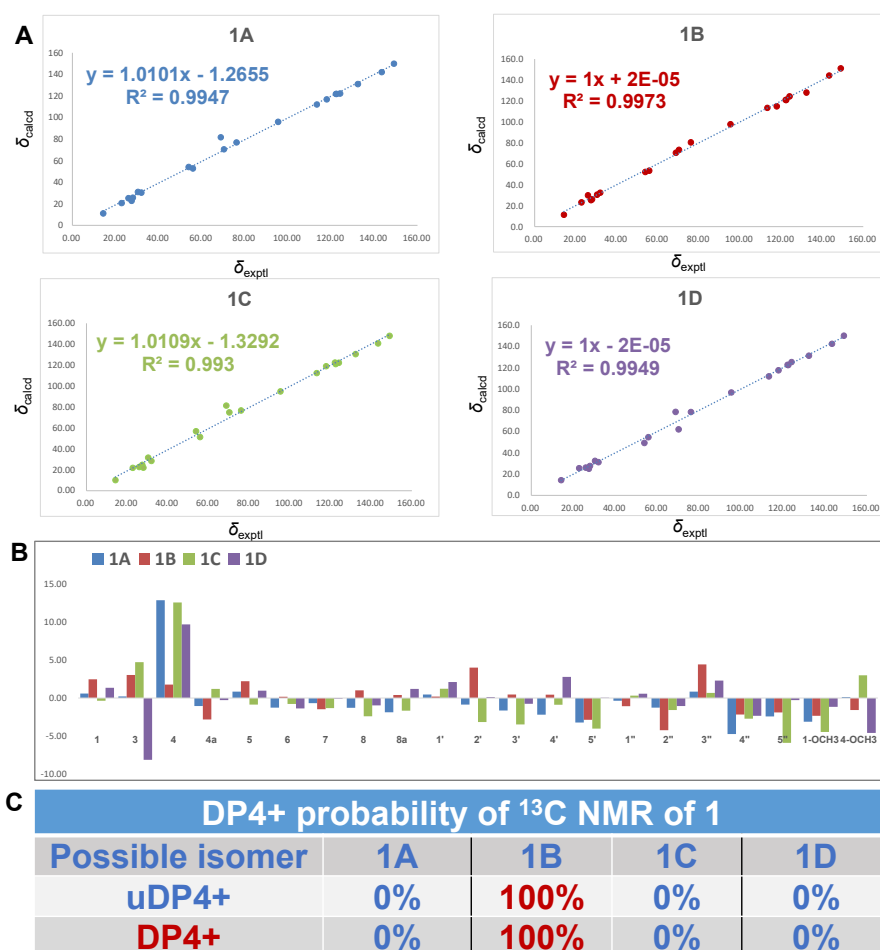 A
1A
160
140
120
100
80
60
40
20
0
y = 1.0101x - 1.2655
R² = 0.9947
δcalcd
0.00 20.00 40.00 60.00 80.00 100.00 120.00 140.00 160.00
δexptl
1B
160.0
140.0
120.0
100.0
80.0
60.0
40.0
20.0
0.0
y = 1x + 2E-05
R² = 0.9973
δcalcd
0.00 20.00 40.00 60.00 80.00 100.00 120.00 140.00 160.00
δexptl
1C
160.00
140.00
120.00
100.00
80.00
60.00
40.00
20.00
0.00
y = 1.0109x - 1.3292
R² = 0.993
δcalcd
0.00 20.00 40.00 60.00 80.00 100.00 120.00 140.00 160.00
δexptl
1D
160.0
140.0
120.0
100.0
80.0
60.0
40.0
20.0
0.0
y = 1x - 2E-05
R² = 0.9949
δcalcd
0.00 20.00 40.00 60.00 80.00 100.00 120.00 140.00 160.00
δexptl
B
1A 1B 1C 1D
15.00
10.00
5.00
0.00
-5.00
-10.00
1 3 4 4a 5 6 7 8 8a 1' 2' 3' 4' 5' 1" 2" 3" 4" 5" 1-OCH3 4-OCH3
C
DP4+ probability of ¹³C NMR of 1
Possible isomer 1A 1B 1C 1D
uDP4+ 0% 100% 0% 0%
DP4+ 0% 100% 0% 0%